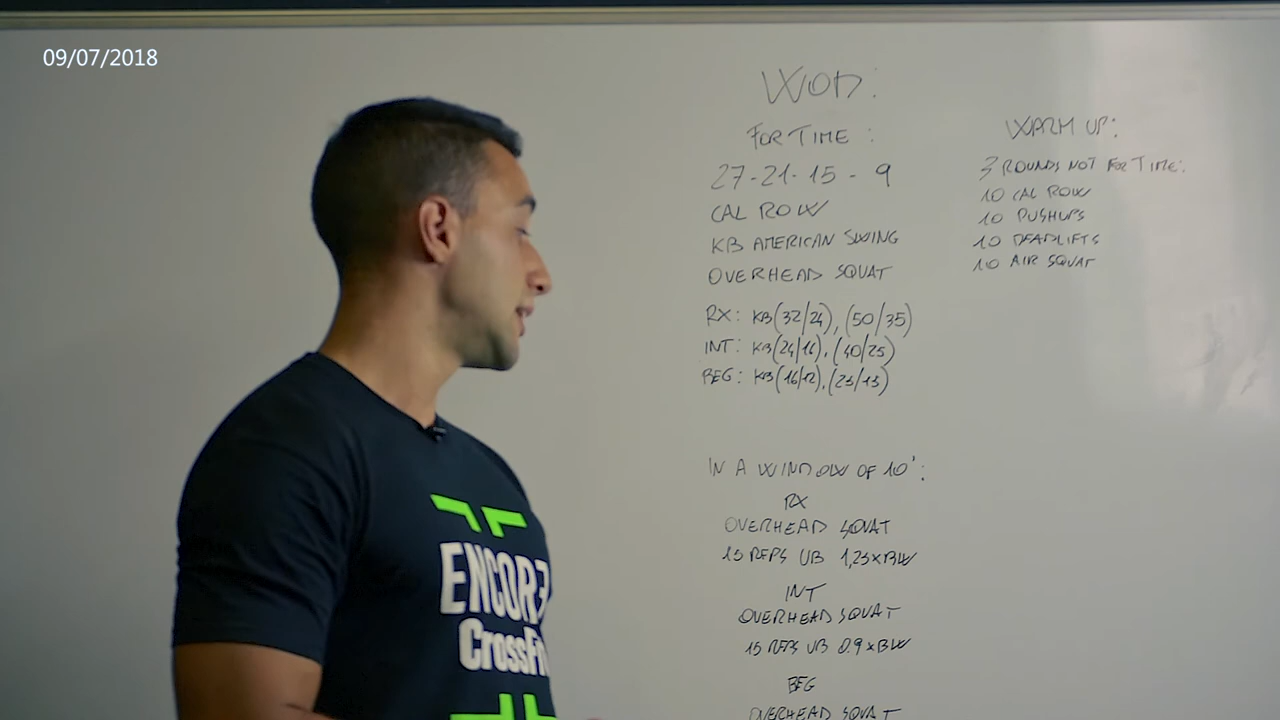 09/07/2018
WOD:
FOR TIME:
27-21-15-9
CAL ROW
KB AMERICAN SWING
OVERHEAD SQUAT
RX: KB(32/24), (50/35)
INT: KB(24/16), (40/25)
BEG: KB(16/12), (25/15)
IN A WINDOW OF 10':
RX
OVERHEAD SQUAT
15 REPS UB 1,25xBW
INT
OVERHEAD SQUAT
15 REPS UB 0.9xBW
BEG
OVERHEAD SQUAT
WARM UP:
3 ROUNDS NOT FOR TIME:
10 CAL ROW
10 PUSHUPS
10 DEADLIFTS
10 AIR SQUAT
ENCORE
CrossFit